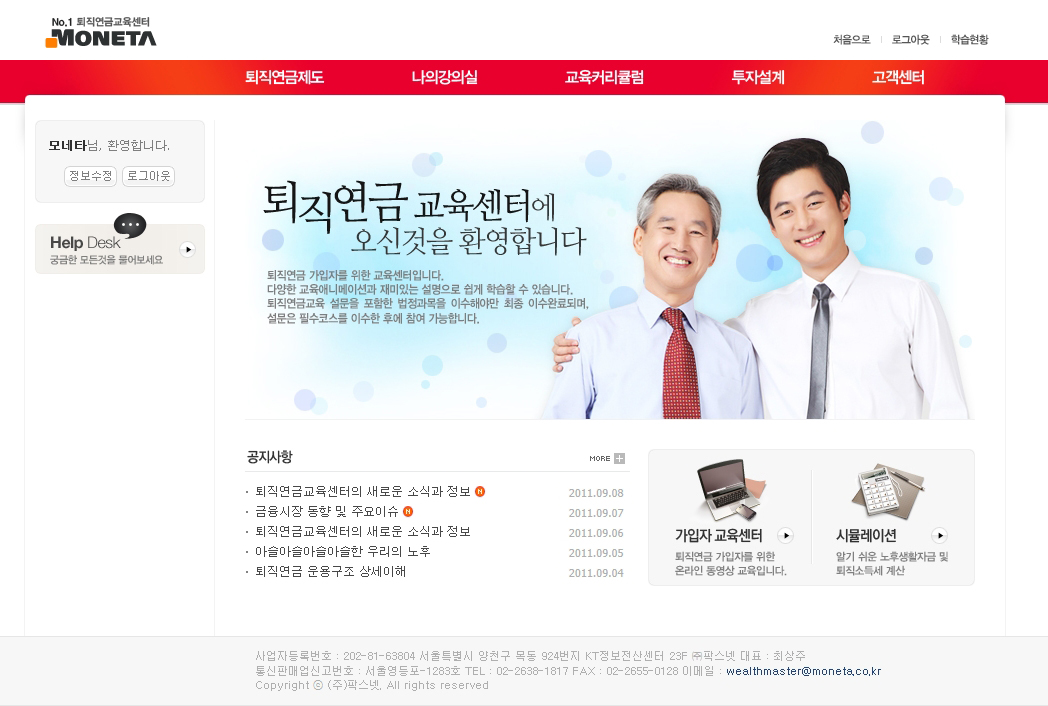 No.1 퇴직연금교육센터
MONETA
처음으로 로그아웃 학습현황
퇴직연금제도 나의강의실 교육커리큘럼 투자설계 고객센터
모네타님, 환영합니다.
정보수정 로그아웃
Help Desk
궁금한 모든것을 물어보세요
퇴직연금 교육센터에
오신것을 환영합니다
퇴직연금 가입자를 위한 교육센터입니다.
다양한 교육애니메이션과 재미있는 설명으로 쉽게 학습할 수 있습니다.
퇴직연금교육 설문을 포함한 법정과목을 이수해야만 최종 이수완료되며,
설문은 필수코스를 이수한 후에 참여 가능합니다.
공지사항 MORE
퇴직연금교육센터의 새로운 소식과 정보 N 2011.09.08
금융시장 동향 및 주요이슈 N 2011.09.07
퇴직연금교육센터의 새로운 소식과 정보 2011.09.06
아슬아슬아슬아슬한 우리의 노후 2011.09.05
퇴직연금 운용구조 상세이해 2011.09.04
가입자 교육센터
퇴직연금 가입자를 위한
온라인 동영상 교육입니다.
시뮬레이션
알기 쉬운 노후생활자금 및
퇴직소득세 계산
사업자등록번호 : 202-81-63804 서울특별시 양천구 목동 924번지 KT정보전산센터 23F ㈜팍스넷 대표 : 최상주
통신판매업신고번호 : 서울영등포-1283호 TEL : 02-2638-1817 FAX : 02-2655-0128 이메일 : wealthmaster@moneta.co.kr
Copyright ⓒ (주)팍스넷, All rights reserved